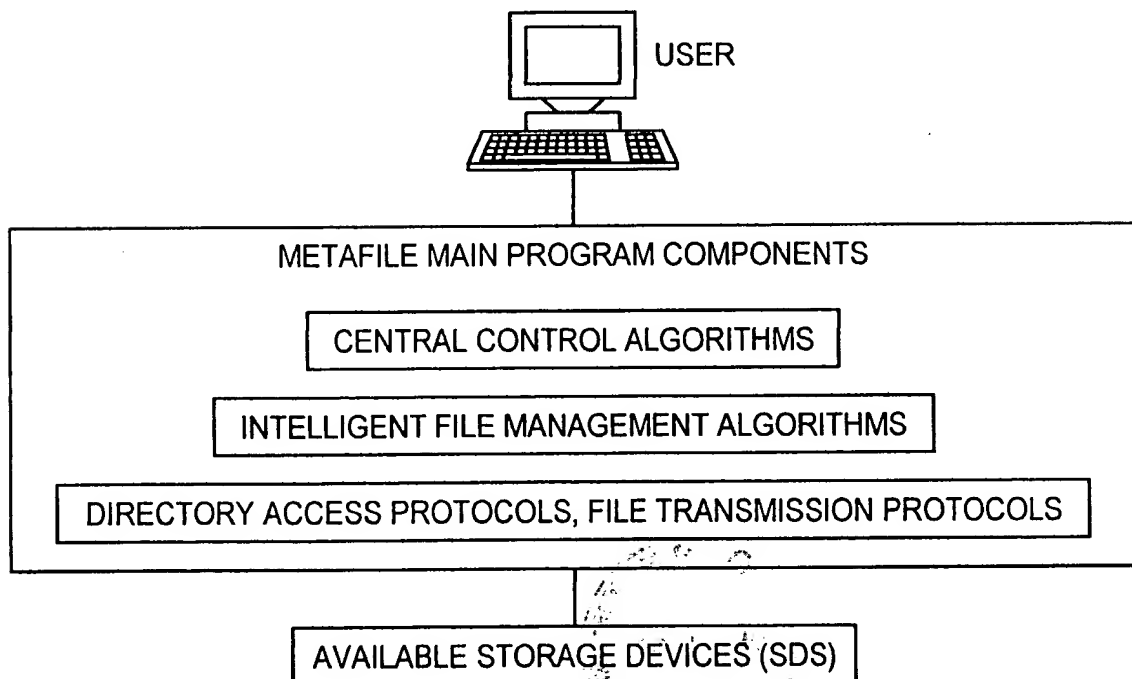 USER
METAFILE MAIN PROGRAM COMPONENTS
CENTRAL CONTROL ALGORITHMS
INTELLIGENT FILE MANAGEMENT ALGORITHMS
DIRECTORY ACCESS PROTOCOLS, FILE TRANSMISSION PROTOCOLS
AVAILABLE STORAGE DEVICES (SDS)